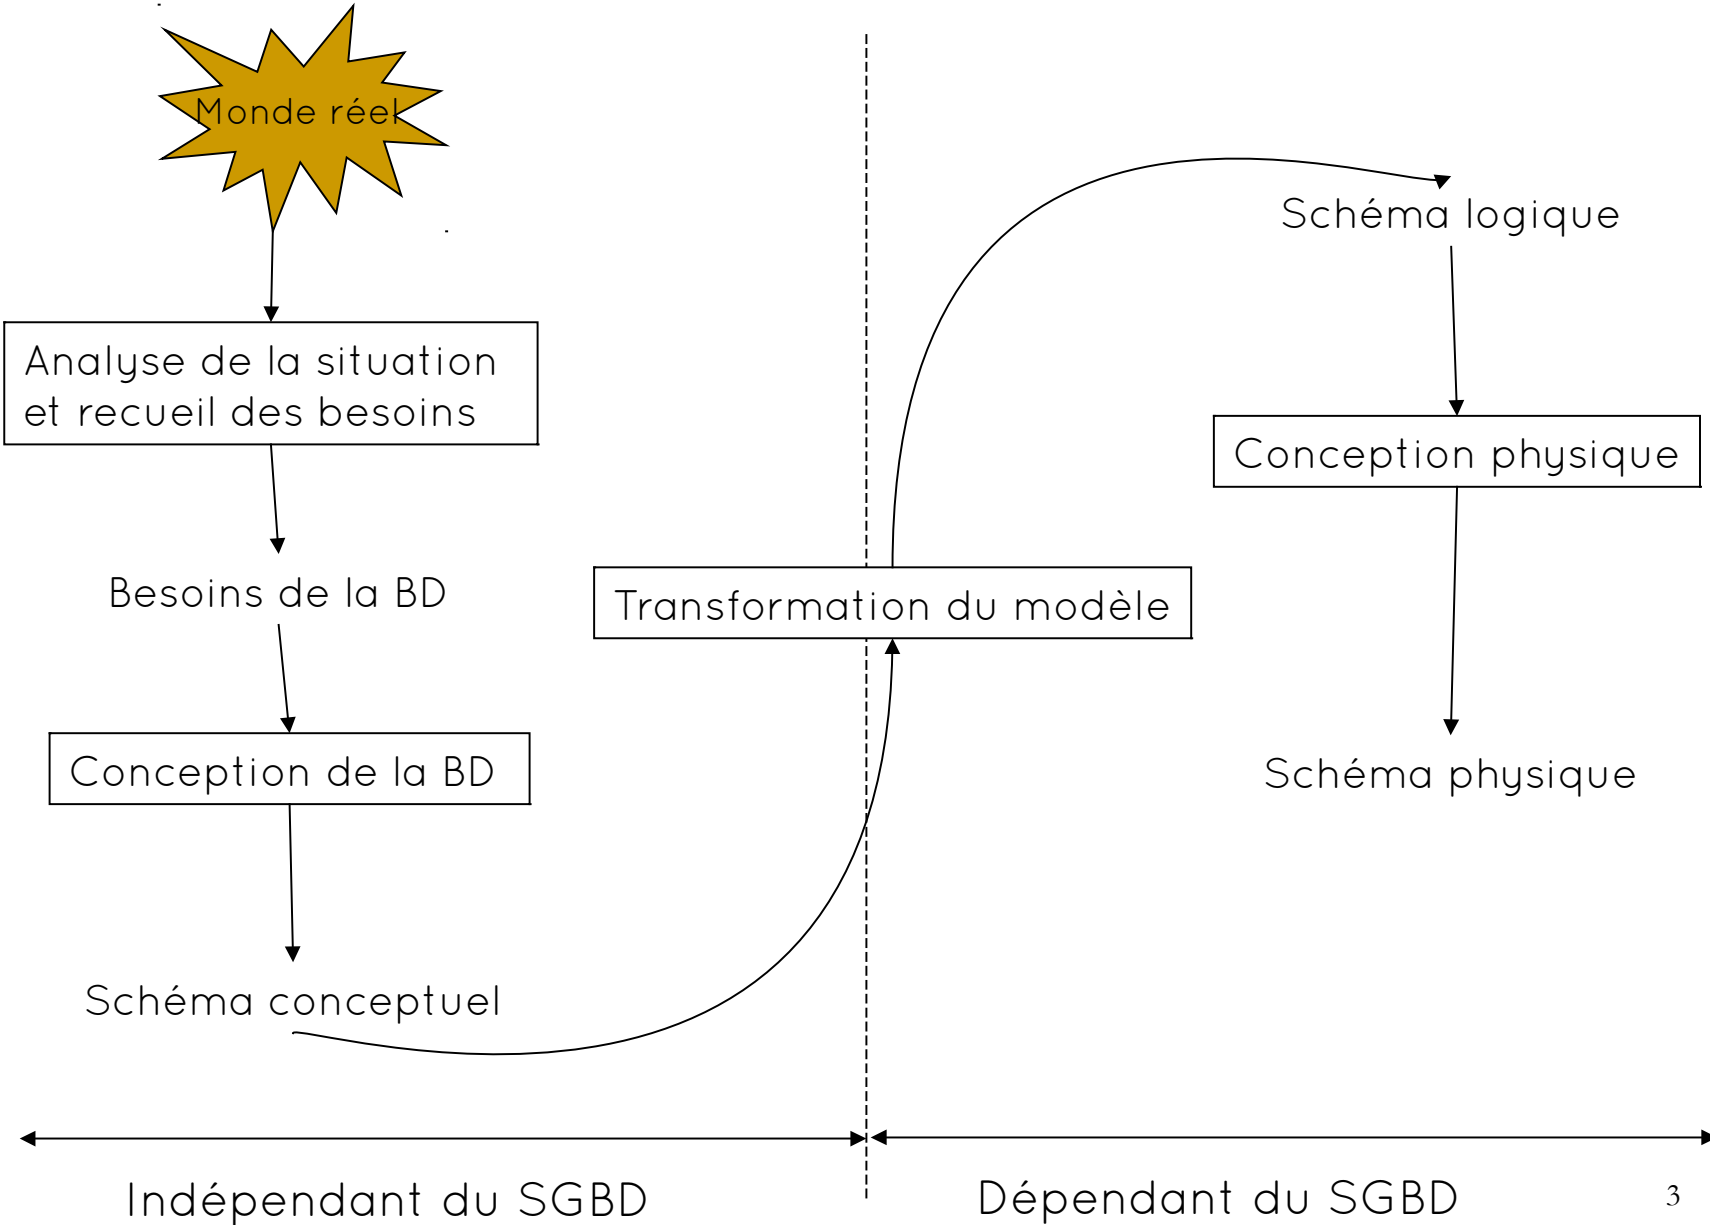 Monde réel
Analyse de la situation
et recueil des besoins
Besoins de la BD
Conception de la BD
Schéma conceptuel
Transformation du modèle
Schéma logique
Conception physique
Schéma physique
Indépendant du SGBD
Dépendant du SGBD
3